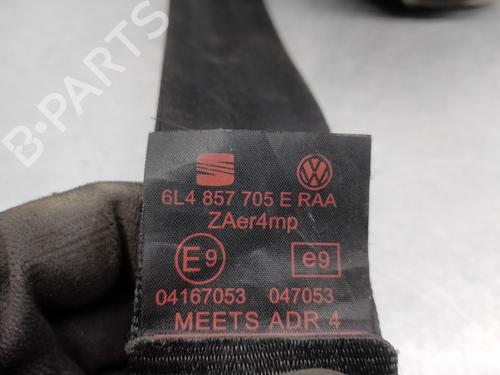 B-PARTS
6L4 857 705 E RAA
ZAer4mp
E9 e9
04167053 047053
MEETS ADR 4